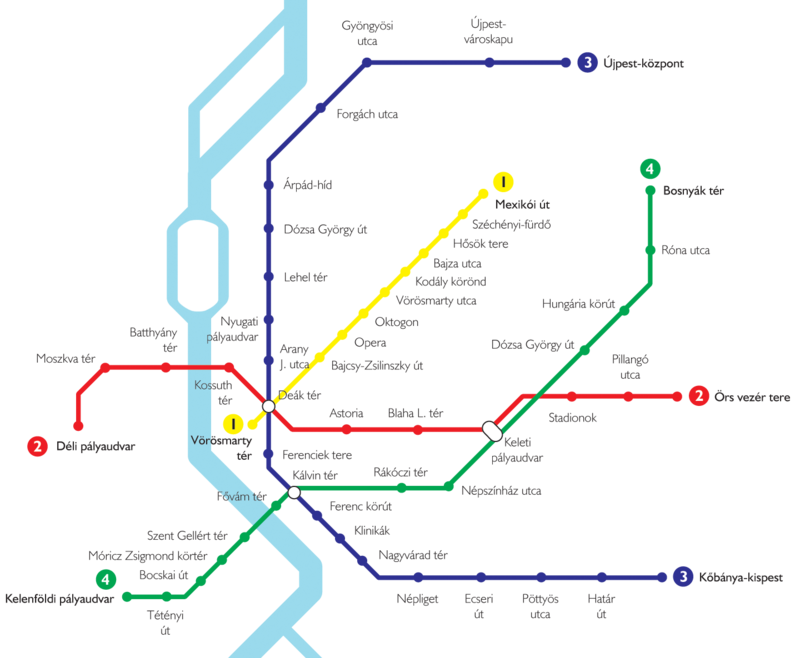 Gyöngyösi
utca
Újpest-
városkapu
3 Újpest-központ
Forgách utca
4
Bosnyák tér
Árpád-híd
1
Mexikói út
Széchényi-fürdő
Dózsa György út
Hősök tere
Róna utca
Bajza utca
Lehel tér
Kodály körönd
Vörösmarty utca
Hungária körút
Nyugati
pályaudvar
Oktogon
Batthyány
tér
Opera
Dózsa György út
Moszkva tér
Arany
J. utca
Bajcsy-Zsilinszky út
Pillangó
utca
Kossuth
tér
Deák tér
2 Örs vezér tere
Astoria
Blaha L. tér
Stadionok
1
Vörösmarty
tér
2 Déli pályaudvar
Keleti
pályaudvar
Ferenciek tere
Kálvin tér
Rákóczi tér
Népszínház utca
Fővám tér
Ferenc körút
Szent Gellért tér
Klinikák
Móricz Zsigmond körtér
Nagyvárad tér
Bocskai út
4
Kelenföldi pályaudvar
3 Kőbánya-kispest
Tétényi
út
Népliget
Ecseri
út
Pöttyös
utca
Határ
út